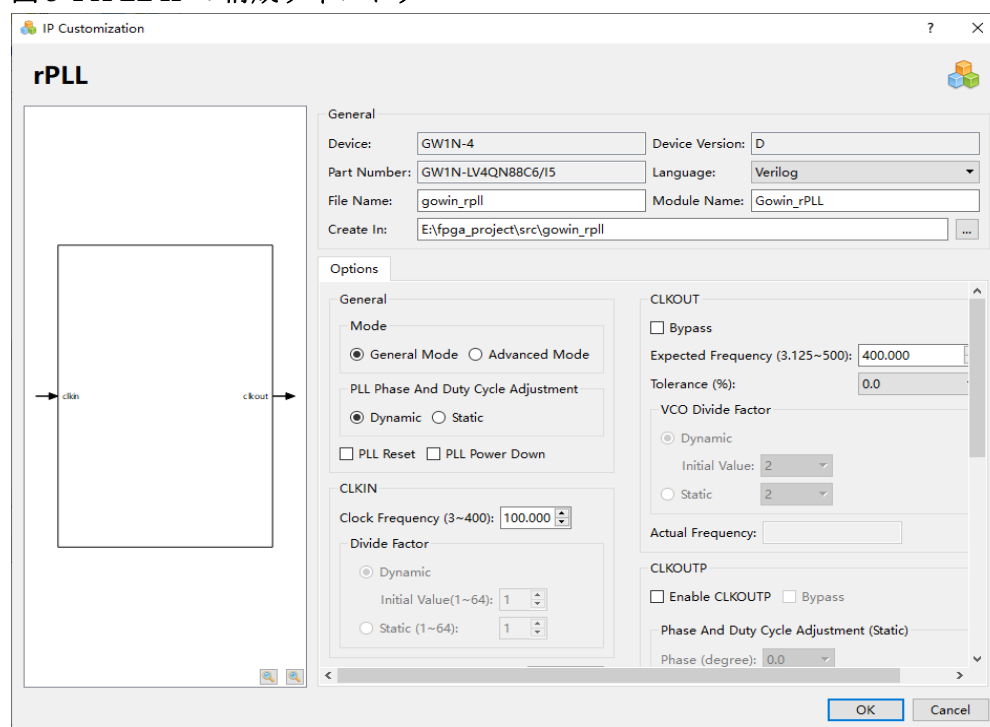 IP Customization
?
rPLL
clkin
clkout
General
Device: GW1N-4 Device Version: D
Part Number: GW1N-LV4QN88C6/I5 Language: Verilog
File Name: gowin_rpll Module Name: Gowin_rPLL
Create In: E:\fpga_project\src\gowin_rpll ...
Options
General
Mode
General Mode Advanced Mode
PLL Phase And Duty Cycle Adjustment
Dynamic Static
PLL Reset PLL Power Down
CLKIN
Clock Frequency (3~400): 100.000
Divide Factor
Dynamic
Initial Value(1~64): 1
Static (1~64): 1
CLKOUT
Bypass
Expected Frequency (3.125~500): 400.000
Tolerance (%): 0.0
VCO Divide Factor
Dynamic
Initial Value: 2
Static 2
Actual Frequency:
CLKOUTP
Enable CLKOUTP Bypass
Phase And Duty Cycle Adjustment (Static)
Phase (degree): 0.0
OK Cancel